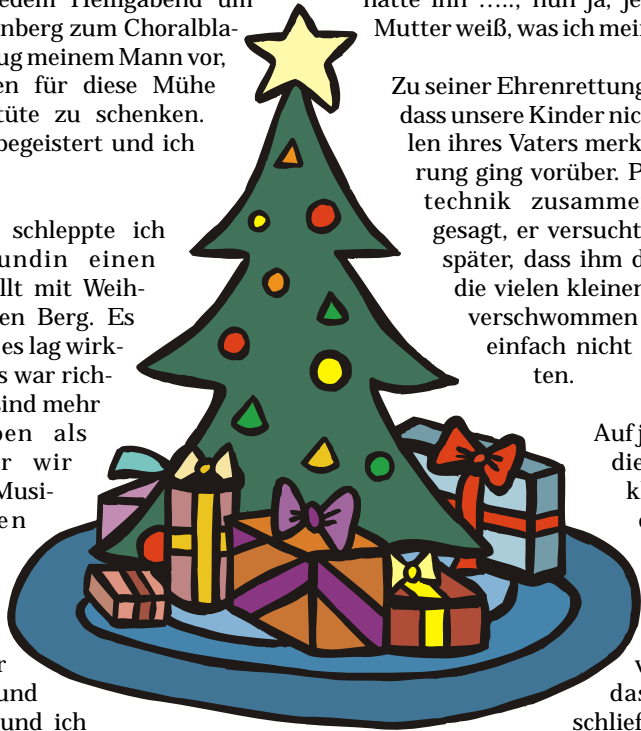 nberg zum Choralbla-
ug meinem Mann vor,
en für diese Mühe
tüte zu schenken.
begeistert und ich
schleppte ich
undin einen
llt mit Weih-
en Berg. Es
es lag wirk-
s war rich-
sind mehr
ben als
r wir
Musi-
en
r
und
und ich
hatte ihn ....., nun ja, je
Mutter weiß, was ich mei
Zu seiner Ehrenrettung
dass unsere Kinder nic
len ihres Vaters merk
rung ging vorüber. P
technik zusamme
gesagt, er versucht
später, dass ihm d
die vielen kleinen
verschwommen
einfach nicht
ten.
Auf j
die
k
v
das
schlief